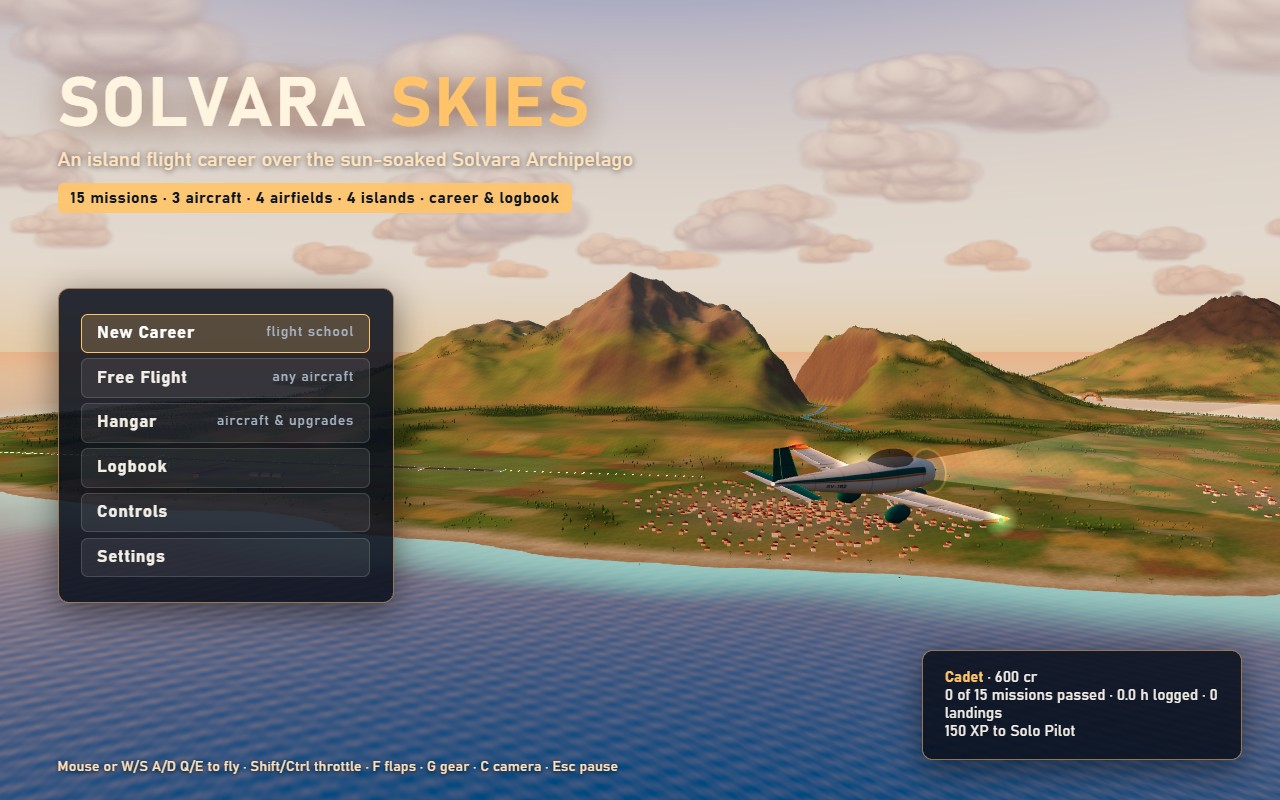 SOLVARA SKIES
An island flight career over the sun-soaked Solvara Archipelago
15 missions · 3 aircraft · 4 airfields · 4 islands · career & logbook
New Career flight school
Free Flight any aircraft
Hangar aircraft & upgrades
Logbook
Controls
Settings
Cadet · 600 cr
0 of 15 missions passed · 0.0 h logged · 0
landings
150 XP to Solo Pilot
Mouse or W/S A/D Q/E to fly · Shift/Ctrl throttle · F flaps · G gear · C camera · Esc pause